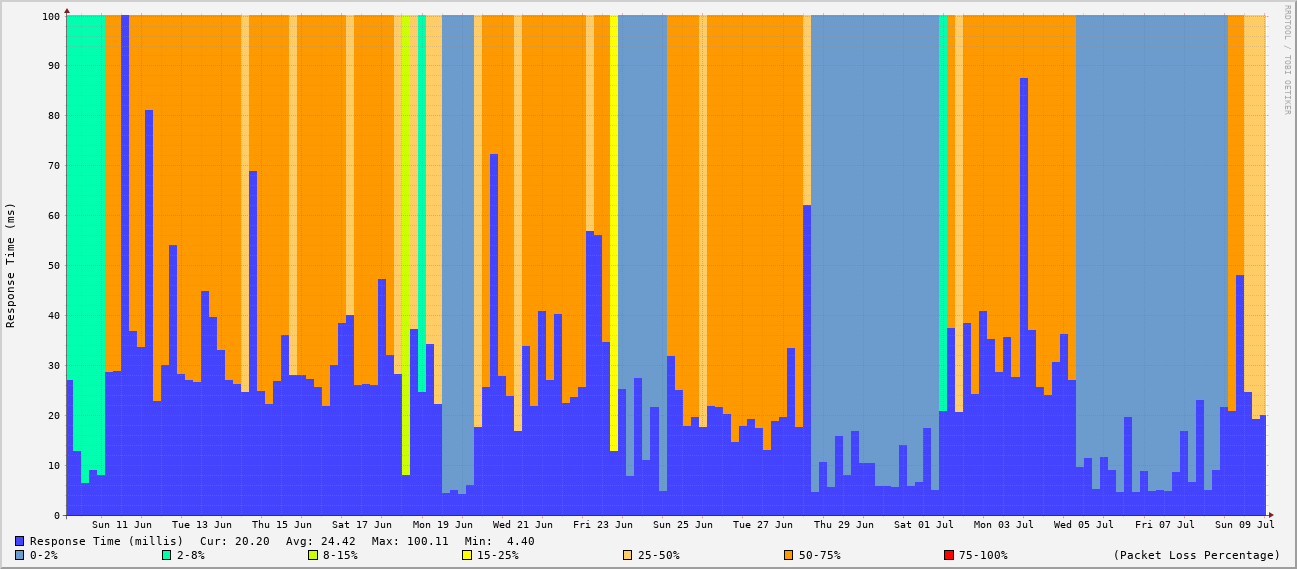 RRDTOOL / TOBI OETIKER
Response Time (ms)
100
90
80
70
60
50
40
30
20
10
0
Sun 11 Jun Tue 13 Jun Thu 15 Jun Sat 17 Jun Mon 19 Jun Wed 21 Jun Fri 23 Jun Sun 25 Jun Tue 27 Jun Thu 29 Jun Sat 01 Jul Mon 03 Jul Wed 05 Jul Fri 07 Jul Sun 09 Jul
Response Time (millis) Cur: 20.20 Avg: 24.42 Max: 100.11 Min: 4.40
0-2% 2-8% 8-15% 15-25% 25-50% 50-75% 75-100% (Packet Loss Percentage)